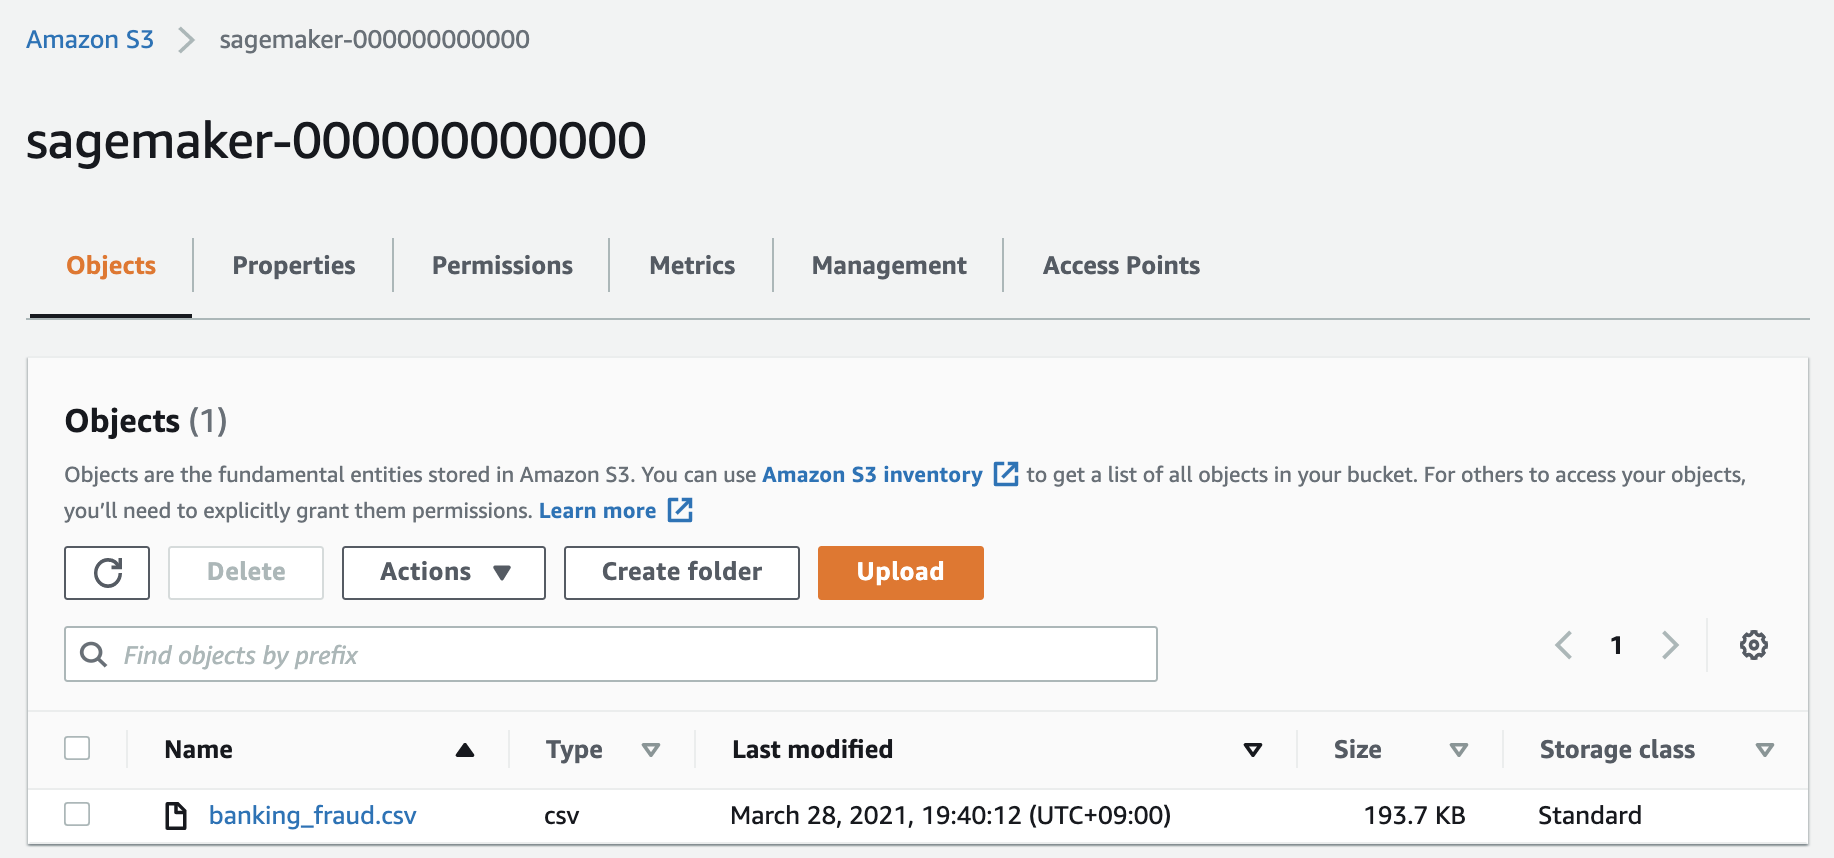 Amazon S3 sagemaker-000000000000
sagemaker-000000000000
Objects Properties Permissions Metrics Management Access Points
Objects (1)
Objects are the fundamental entities stored in Amazon S3. You can use Amazon S3 inventory to get a list of all objects in your bucket. For others to access your objects,
you’ll need to explicitly grant them permissions. Learn more
Delete Actions Create folder Upload
Find objects by prefix 1
Name Type Last modified Size Storage class
banking_fraud.csv csv March 28, 2021, 19:40:12 (UTC+09:00) 193.7 KB Standard